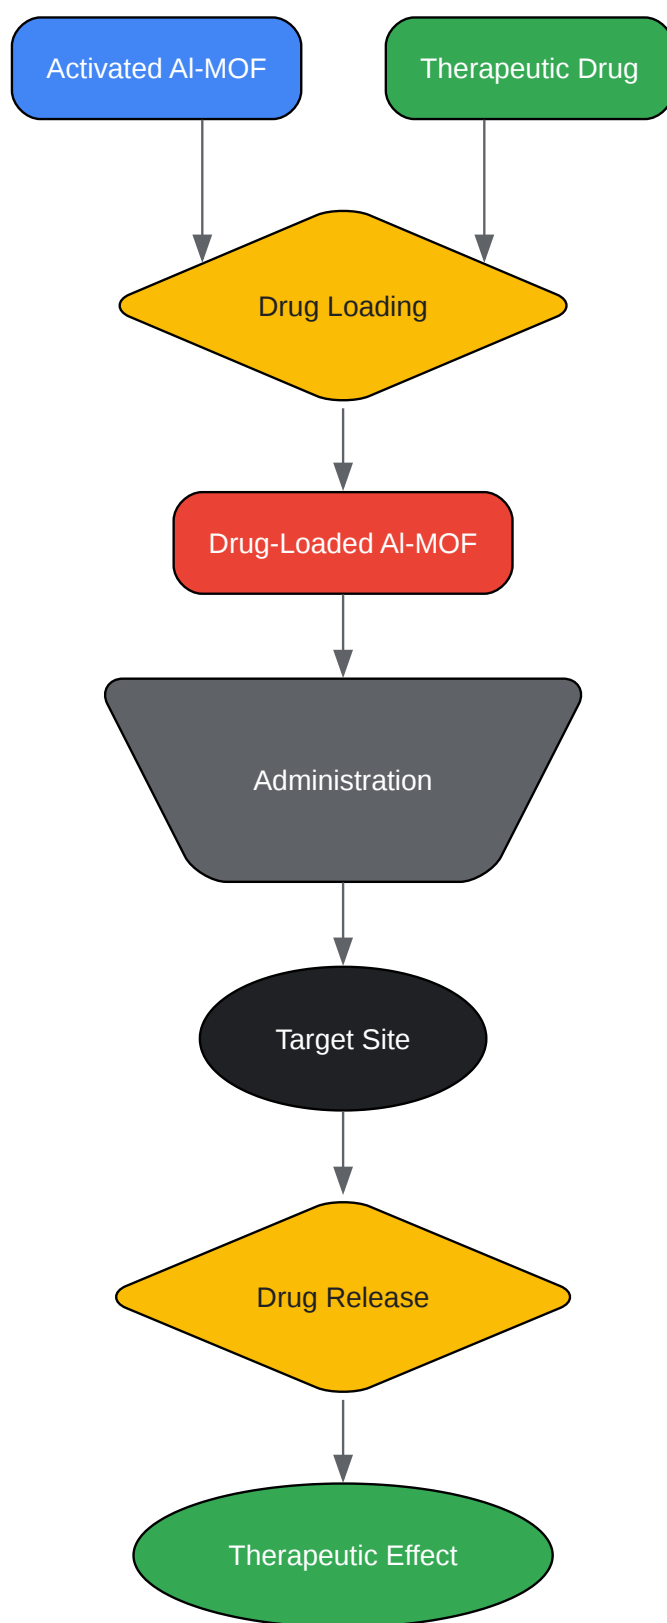 Activated Al-MOF
Therapeutic Drug
Drug Loading
Drug-Loaded Al-MOF
Administration
Target Site
Drug Release
Therapeutic Effect